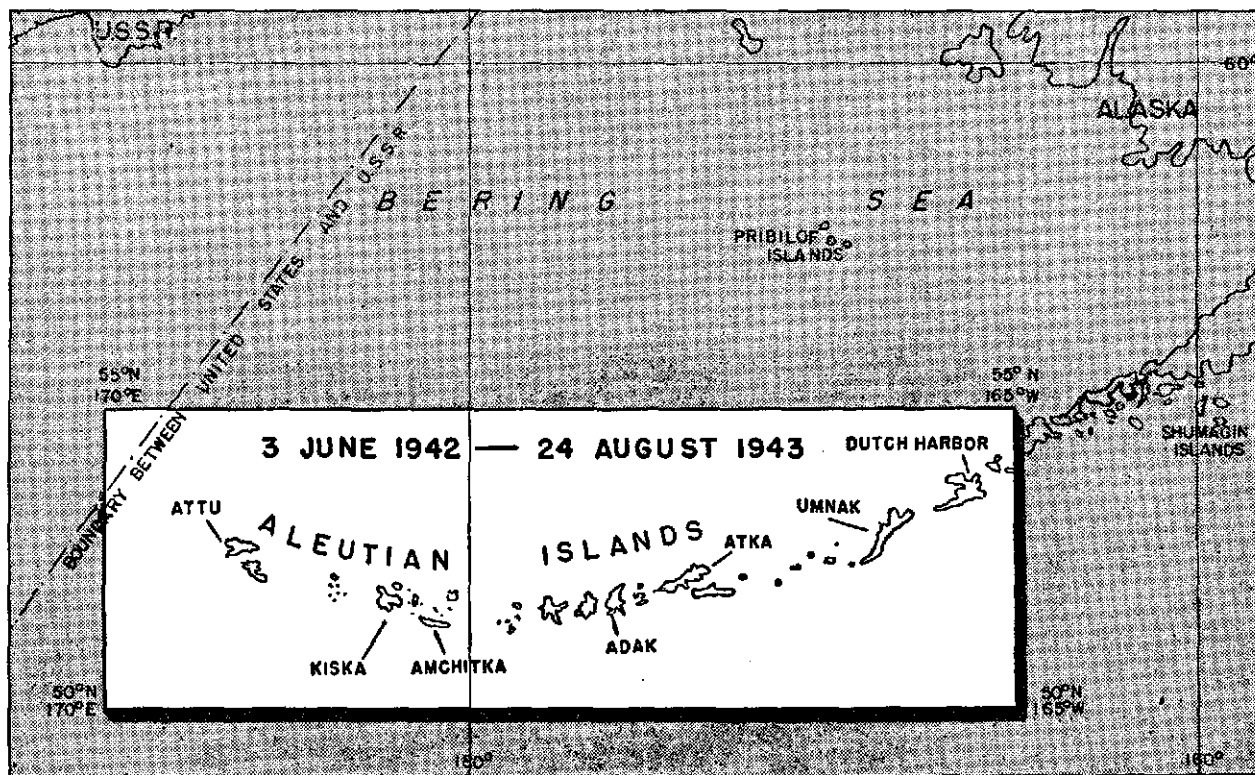 U.S.S.R.
60°
ALASKA
BERING SEA
PRIBILOF
ISLANDS
BOUNDARY BETWEEN UNITED STATES AND U.S.S.R.
55°N
170°E
55°N
165°W
SHUMAGIN
ISLANDS
3 JUNE 1942 — 24 AUGUST 1943
DUTCH HARBOR
ATTU
UMNAK
ALEUTIAN ISLANDS
ATKA
KISKA
AMCHITKA
ADAK
50°N
170°E
50°N
165°W
180°
160°